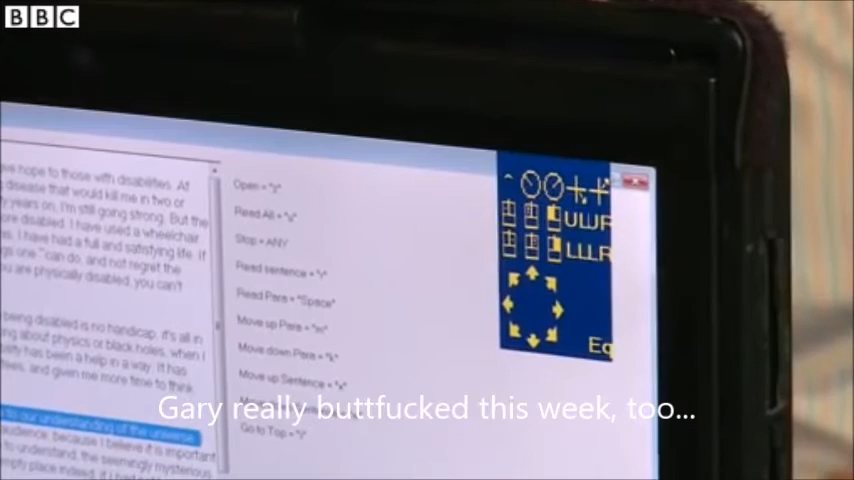 BBC
ve hope to those with disabilities. At
disease that would kill me in two or
ty years on, I'm still going strong. But the
ore disabled. I have used a wheelchair
ns. I have had a full and satisfying life. If
gs one can do, and not regret the
ou are physically disabled, you can't
being disabled is no handicap, it's all in
ng about physics or black holes, when I
bility has been a help in a way. It has
tees, and given me more time to think
to our understanding of the universe
audience, because I believe it is important
to understand, the seemingly mysterious
empty place indeed, if
Open =
Read All =
Stop = ANY
Read sentence =
Read Para = "Space"
Move up Para = "m"
Move down Para = "k"
Move up Sentence =
Go to Top =
Eq
Gary really buttfucked this week, too...